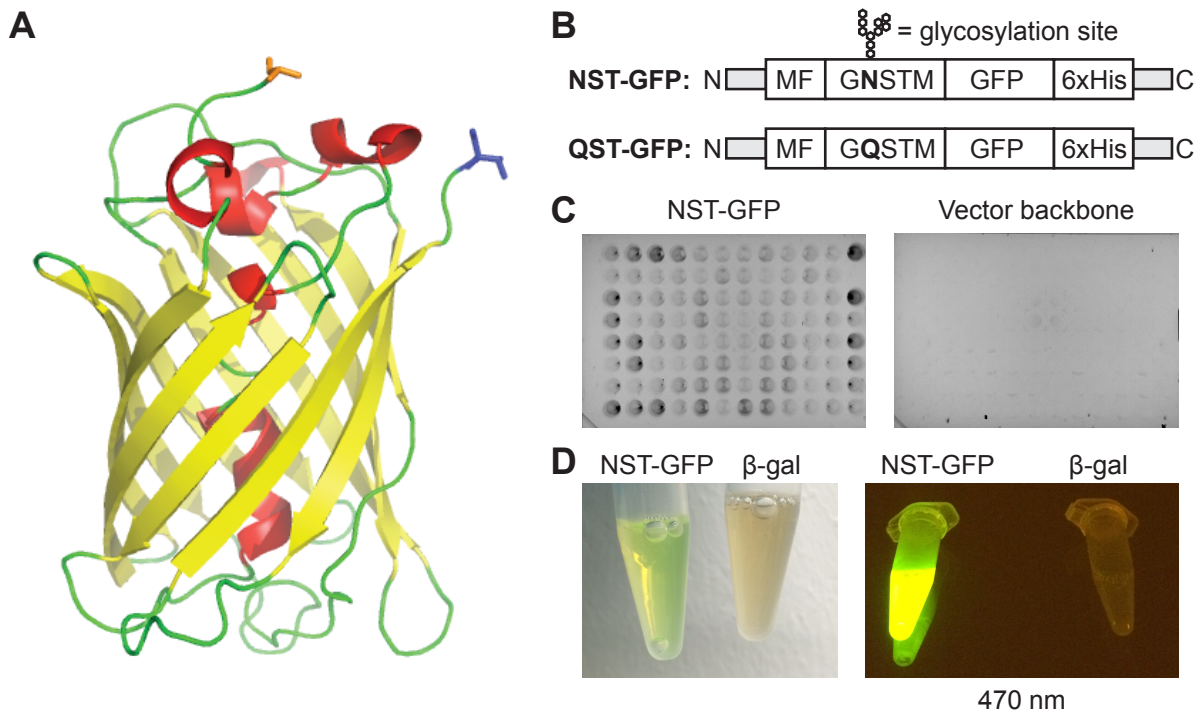 A
B
= glycosylation site
NST-GFP: N MF GNSTM GFP 6xHis C
QST-GFP: N MF GQSTM GFP 6xHis C
C
NST-GFP Vector backbone
D
NST-GFP β-gal NST-GFP β-gal
470 nm